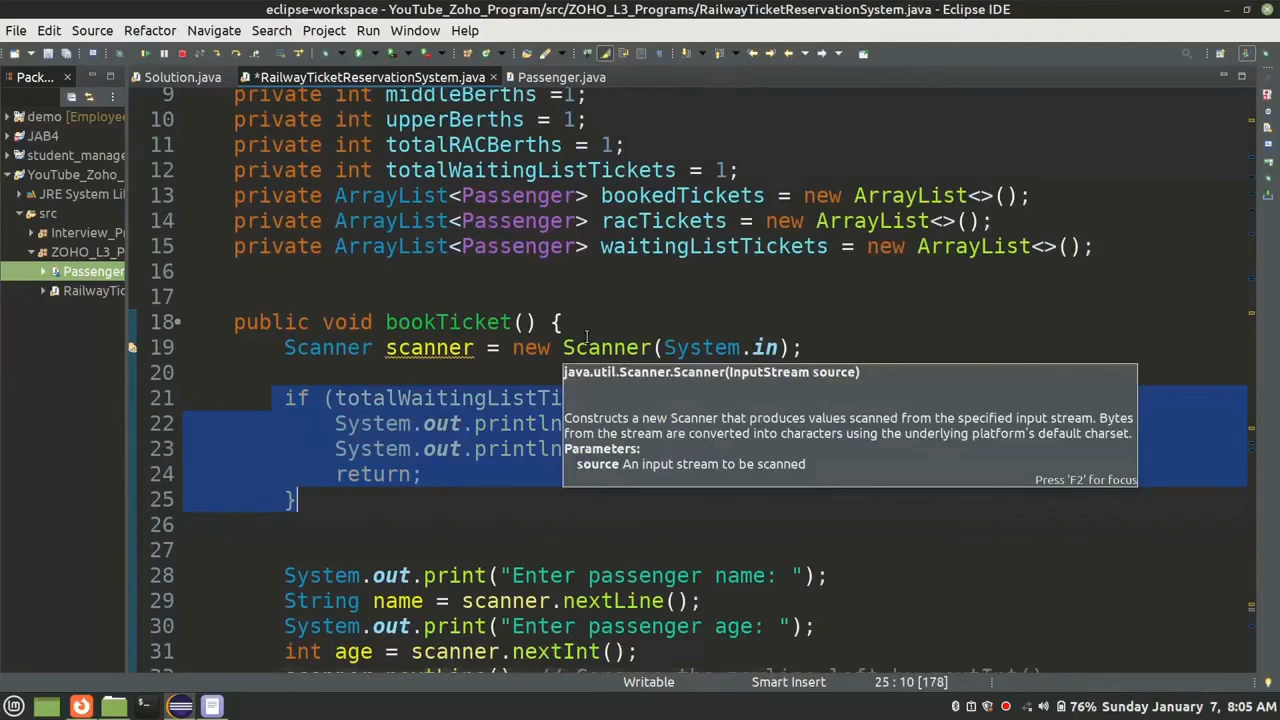 eclipse-workspace - YouTube_Zoho_Program/src/ZOHO_L3_Programs/RailwayTicketReservationSystem.java - Eclipse IDE
File Edit Source Refactor Navigate Search Project Run Window Help
Pack...
Solution.java
*RailwayTicketReservationSystem.java
Passenger.java
demo [Employee
JAB4
student_manage
YouTube_Zoho_
JRE System Lib
src
Interview_Pr
ZOHO_L3_P
Passenger
RailwayTic
9 private int middleBerths =1;
10 private int upperBerths = 1;
11 private int totalRACBerths = 1;
12 private int totalWaitingListTickets = 1;
13 private ArrayList<Passenger> bookedTickets = new ArrayList<>();
14 private ArrayList<Passenger> racTickets = new ArrayList<>();
15 private ArrayList<Passenger> waitingListTickets = new ArrayList<>();
16
17
18 public void bookTicket() {
19 Scanner scanner = new Scanner(System.in);
20
21 if (totalWaitingListTi
22 System.out.println
23 System.out.println
24 return;
25 }
26
27
28 System.out.print("Enter passenger name: ");
29 String name = scanner.nextLine();
30 System.out.print("Enter passenger age: ");
31 int age = scanner.nextInt();
java.util.Scanner.Scanner(InputStream source)
Constructs a new Scanner that produces values scanned from the specified input stream. Bytes
from the stream are converted into characters using the underlying platform's default charset.
Parameters:
source An input stream to be scanned
Press 'F2' for focus
Writable
Smart Insert
25 : 10 [178]
76% Sunday January 7, 8:05 AM